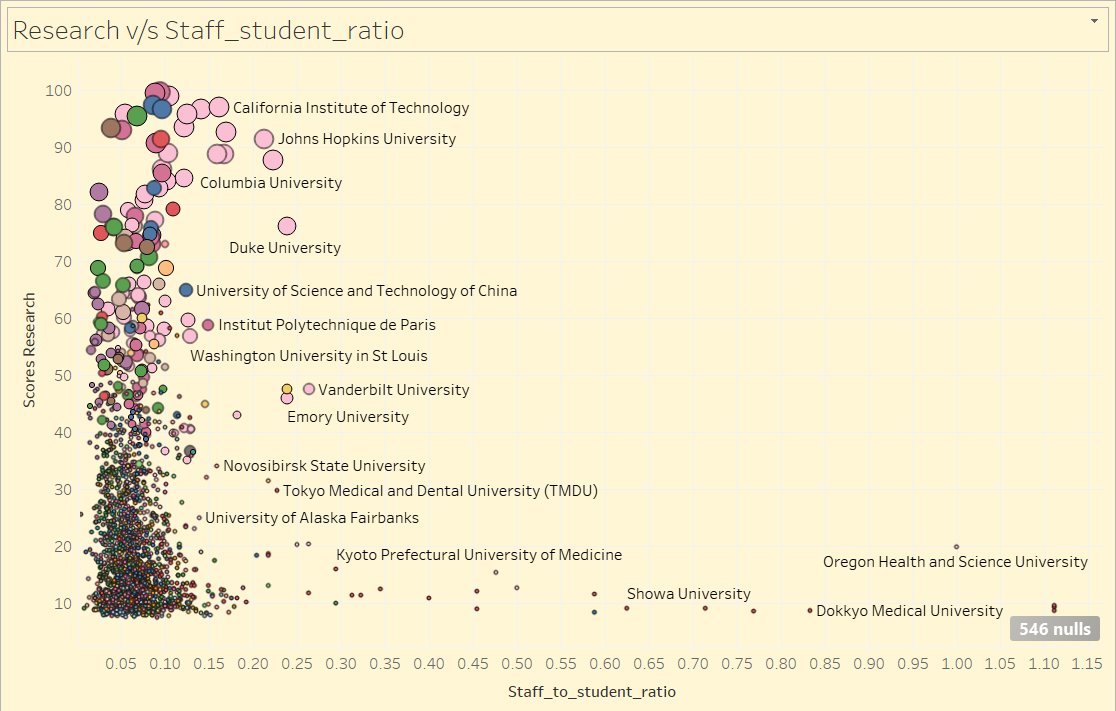 Research v/s Staff_student_ratio
100
California Institute of Technology
90
Johns Hopkins University
Columbia University
80
Duke University
70
University of Science and Technology of China
60
Institut Polytechnique de Paris
Washington University in St Louis
50
Vanderbilt University
Emory University
40
Novosibirsk State University
30
Tokyo Medical and Dental University (TMDU)
University of Alaska Fairbanks
20
Kyoto Prefectural University of Medicine
Oregon Health and Science University
10
Showa University
Dokkyo Medical University
546 nulls
Scores Research
0.05 0.10 0.15 0.20 0.25 0.30 0.35 0.40 0.45 0.50 0.55 0.60 0.65 0.70 0.75 0.80 0.85 0.90 0.95 1.00 1.05 1.10 1.15
Staff_to_student_ratio